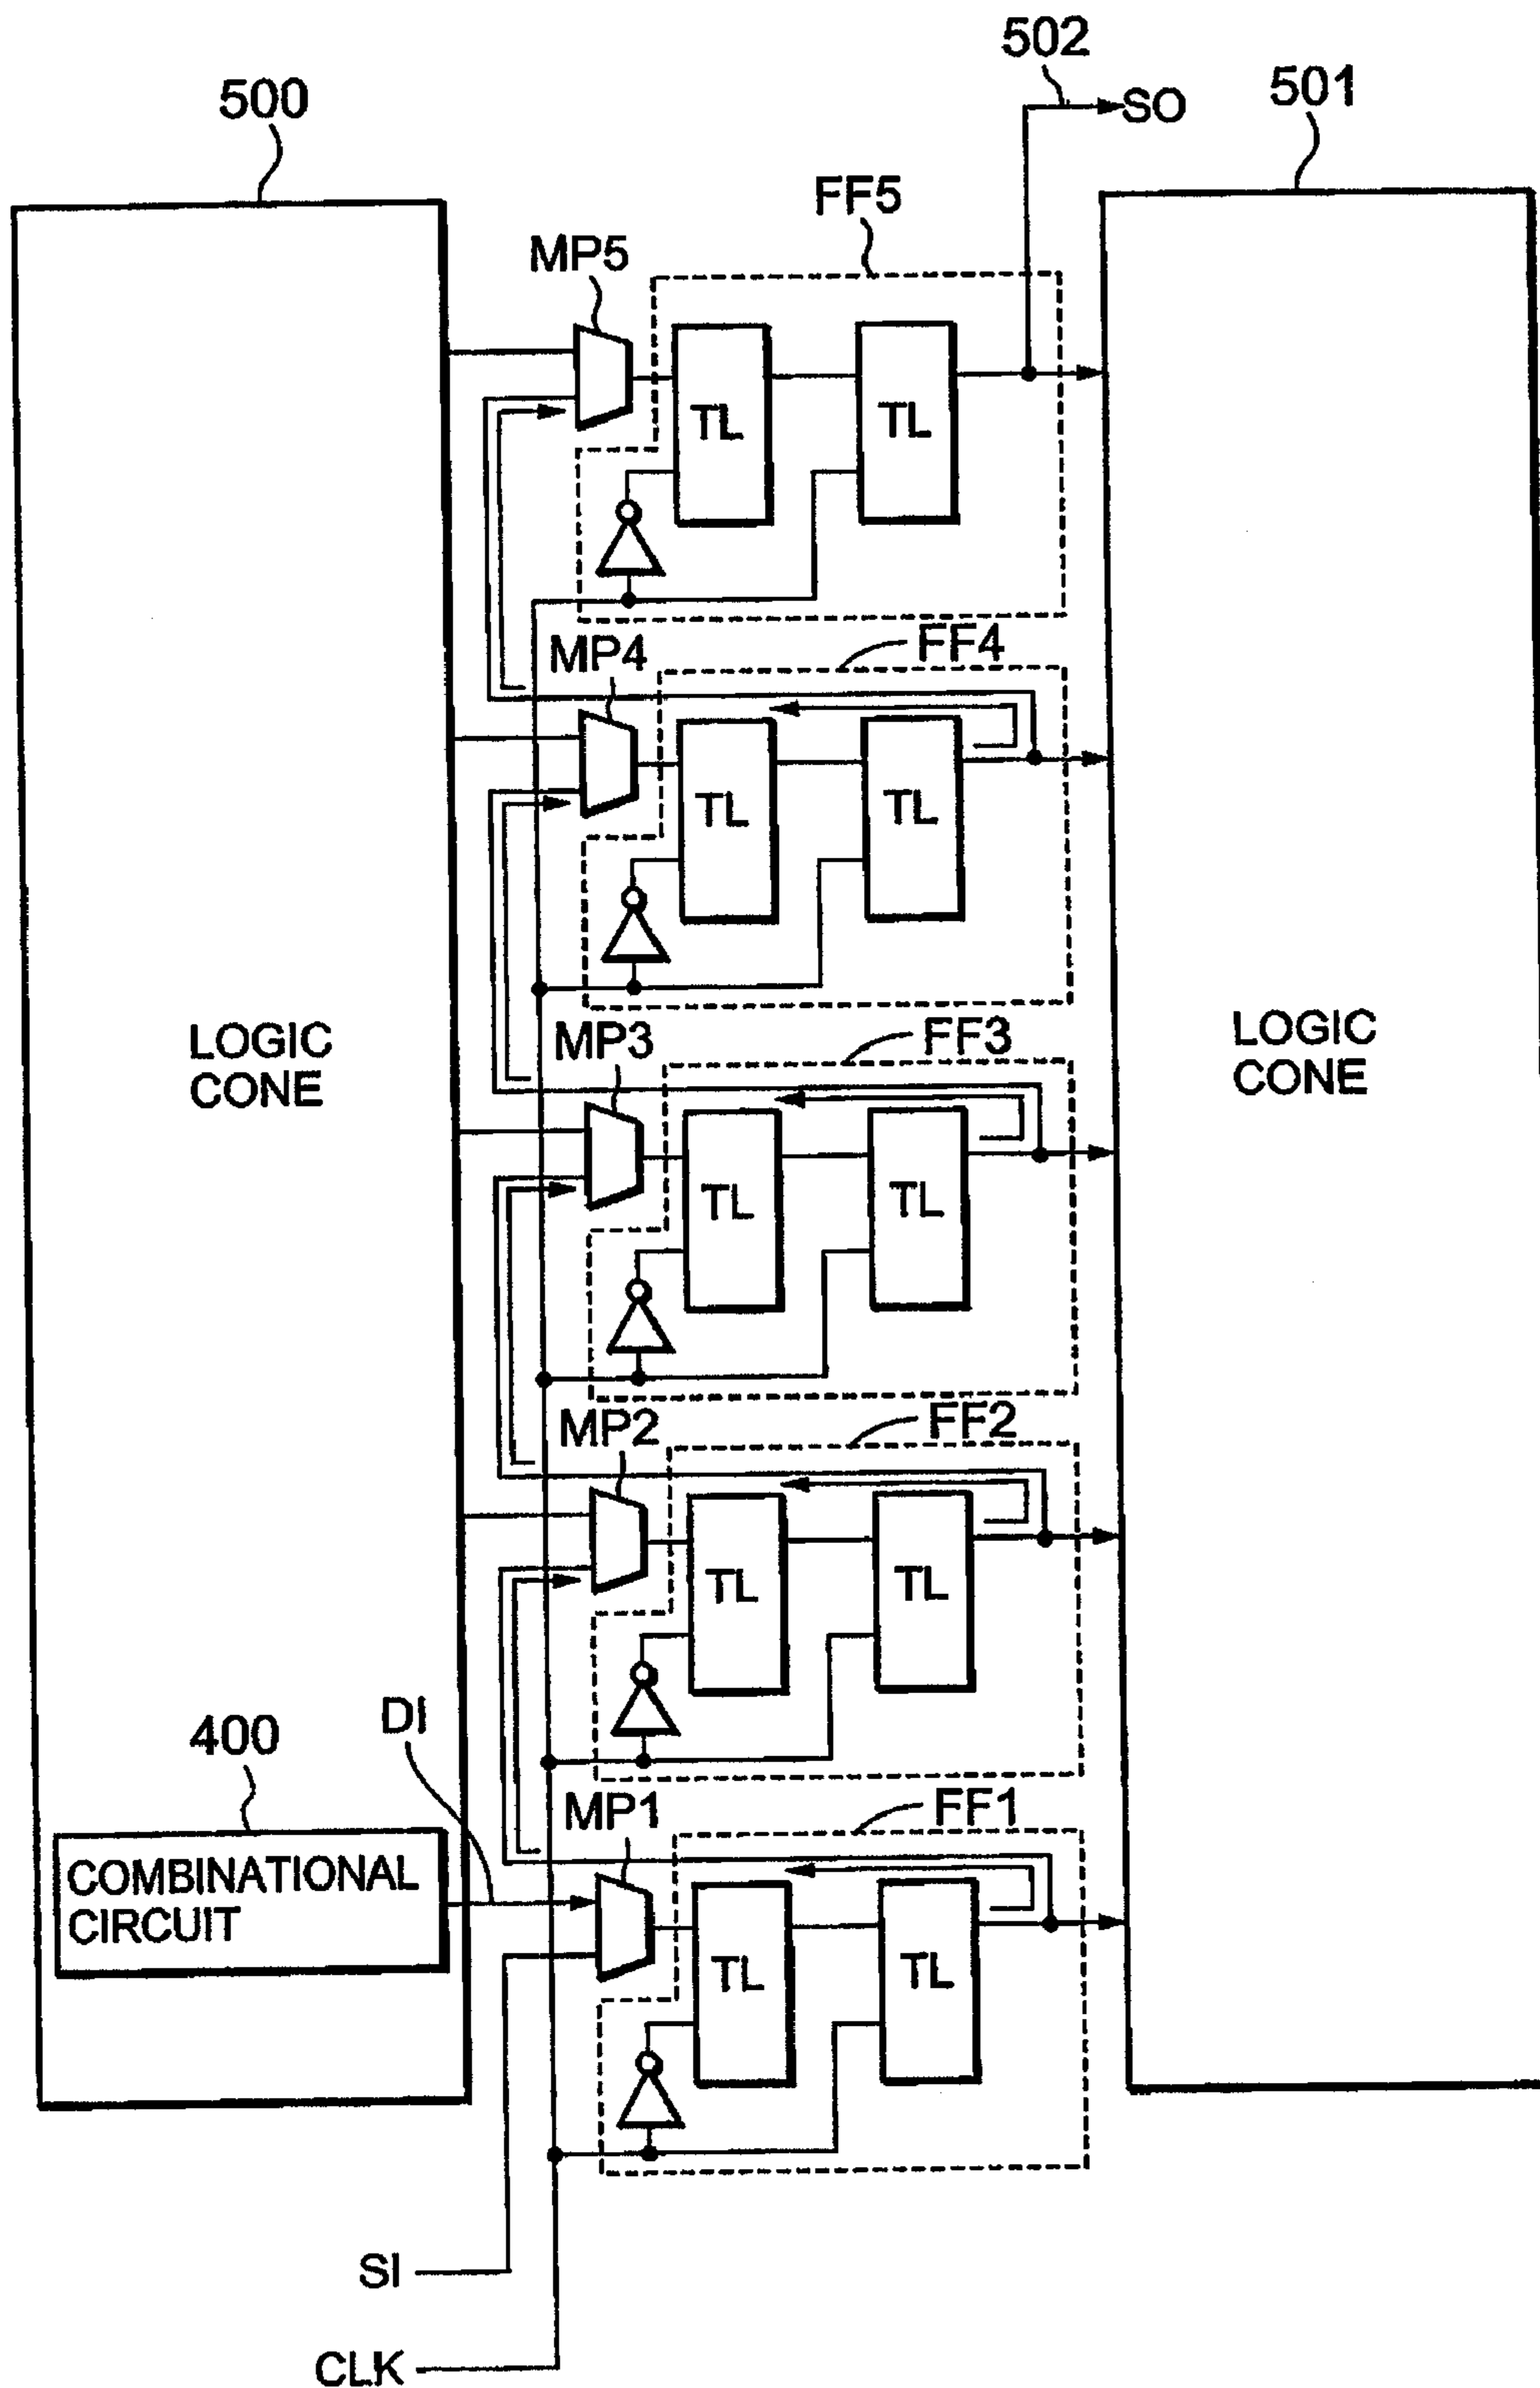 502
SO
500
501
FF5
MP5
TL
TL
MP4
FF4
TL
TL
MP3
FF3
LOGIC
CONE
LOGIC
CONE
TL
TL
MP2
FF2
TL
TL
DI
400
MP1
FF1
COMBINATIONAL
CIRCUIT
TL
TL
SI
CLK